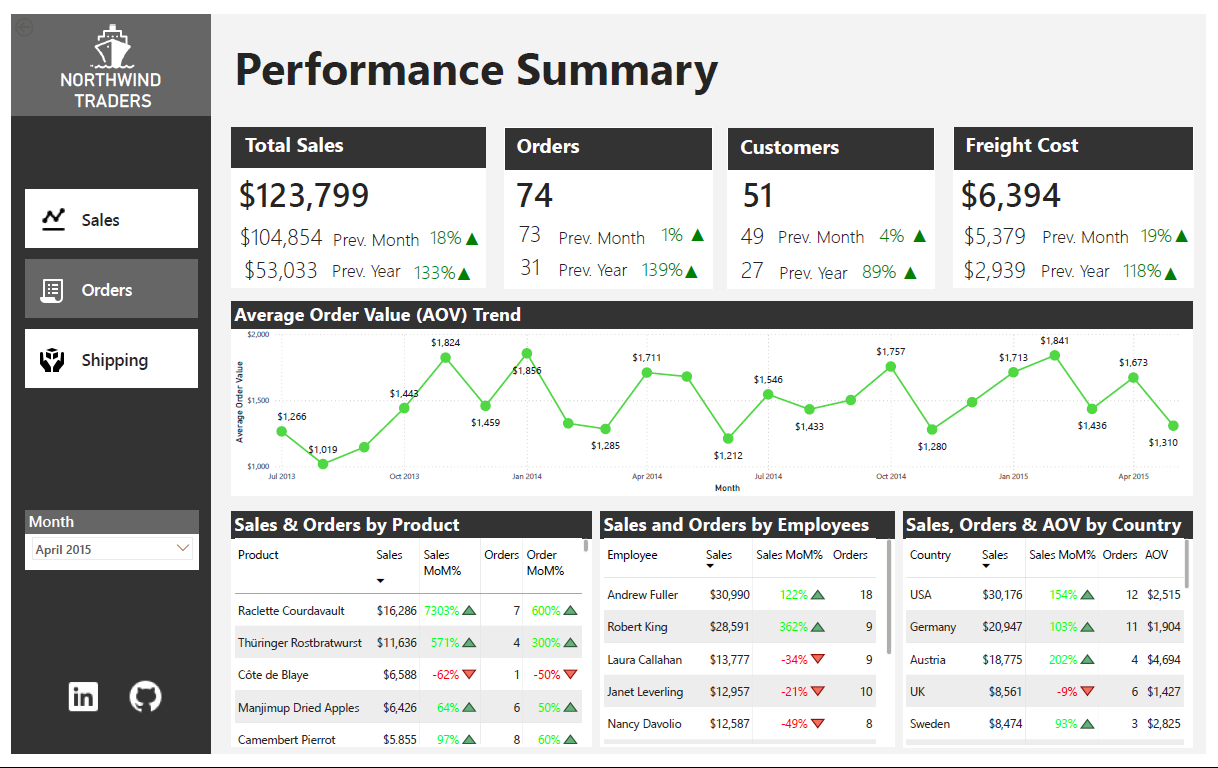 NORTHWIND
TRADERS
Performance Summary
Sales
Orders
Shipping
Month
April 2015
Total Sales
$123,799
$104,854 Prev. Month 18%▲
$53,033 Prev. Year 133%▲
Orders
74
73 Prev. Month 1% ▲
31 Prev. Year 139%▲
Customers
51
49 Prev. Month 4% ▲
27 Prev. Year 89% ▲
Freight Cost
$6,394
$5,379 Prev. Month 19%▲
$2,939 Prev. Year 118%▲
Average Order Value (AOV) Trend
Average Order Value
$2,000
$1,500
$1,000
$1,266
$1,019
$1,443
$1,824
$1,459
$1,856
$1,285
$1,711
$1,212
$1,546
$1,433
$1,757
$1,280
$1,713
$1,841
$1,436
$1,673
$1,310
Jul 2013 Oct 2013 Jan 2014 Apr 2014 Jul 2014 Oct 2014 Jan 2015 Apr 2015
Month
Sales & Orders by Product
Product Sales Sales MoM% Orders Order MoM%
Raclette Courdavault $16,286 7303% 7 600%
Thüringer Rostbratwurst $11,636 571% 4 300%
Côte de Blaye $6,588 -62% 1 -50%
Manjimup Dried Apples $6,426 64% 6 50%
Camembert Pierrot $5,855 97% 8 60%
Sales and Orders by Employees
Employee Sales Sales MoM% Orders
Andrew Fuller $30,990 122% 18
Robert King $28,591 362% 9
Laura Callahan $13,777 -34% 9
Janet Leverling $12,957 -21% 10
Nancy Davolio $12,587 -49% 8
Sales, Orders & AOV by Country
Country Sales Sales MoM% Orders AOV
USA $30,176 154% 12 $2,515
Germany $20,947 103% 11 $1,904
Austria $18,775 202% 4 $4,694
UK $8,561 -9% 6 $1,427
Sweden $8,474 93% 3 $2,825
in